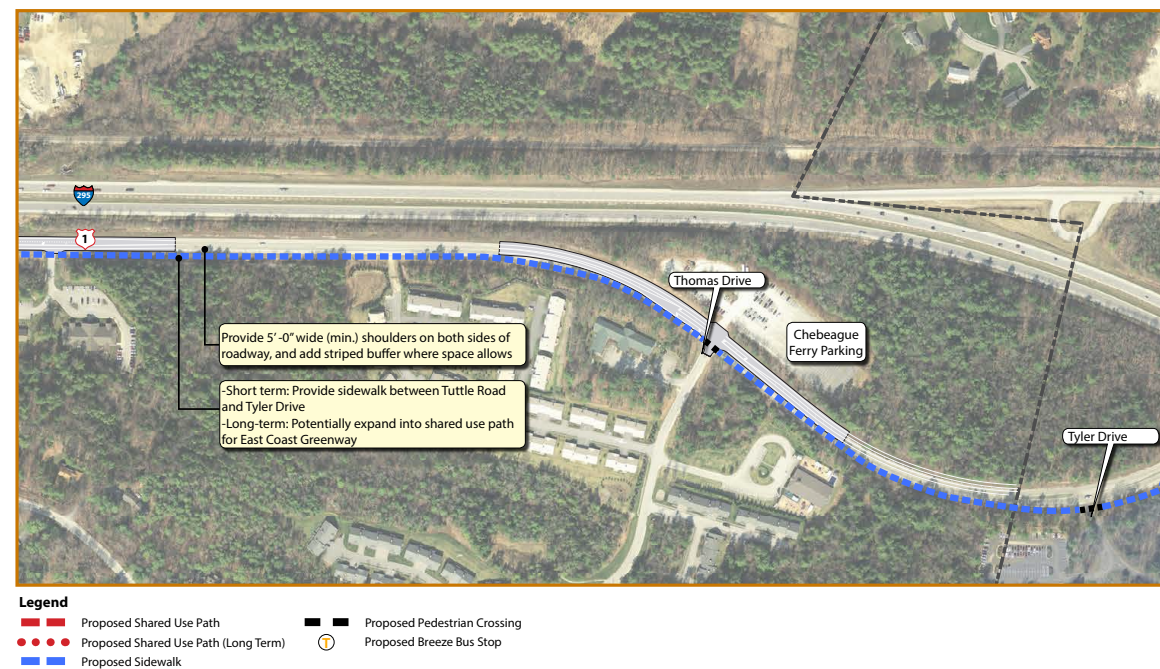 295
1
Thomas Drive
Chebeague
Ferry Parking
Provide 5’-0” wide (min.) shoulders on both sides of
roadway, and add striped buffer where space allows
-Short term: Provide sidewalk between Tuttle Road
and Tyler Drive
-Long-term: Potentially expand into shared use path
for East Coast Greenway
Tyler Drive
Legend
Proposed Shared Use Path
Proposed Shared Use Path (Long Term)
Proposed Sidewalk
Proposed Pedestrian Crossing
T
Proposed Breeze Bus Stop